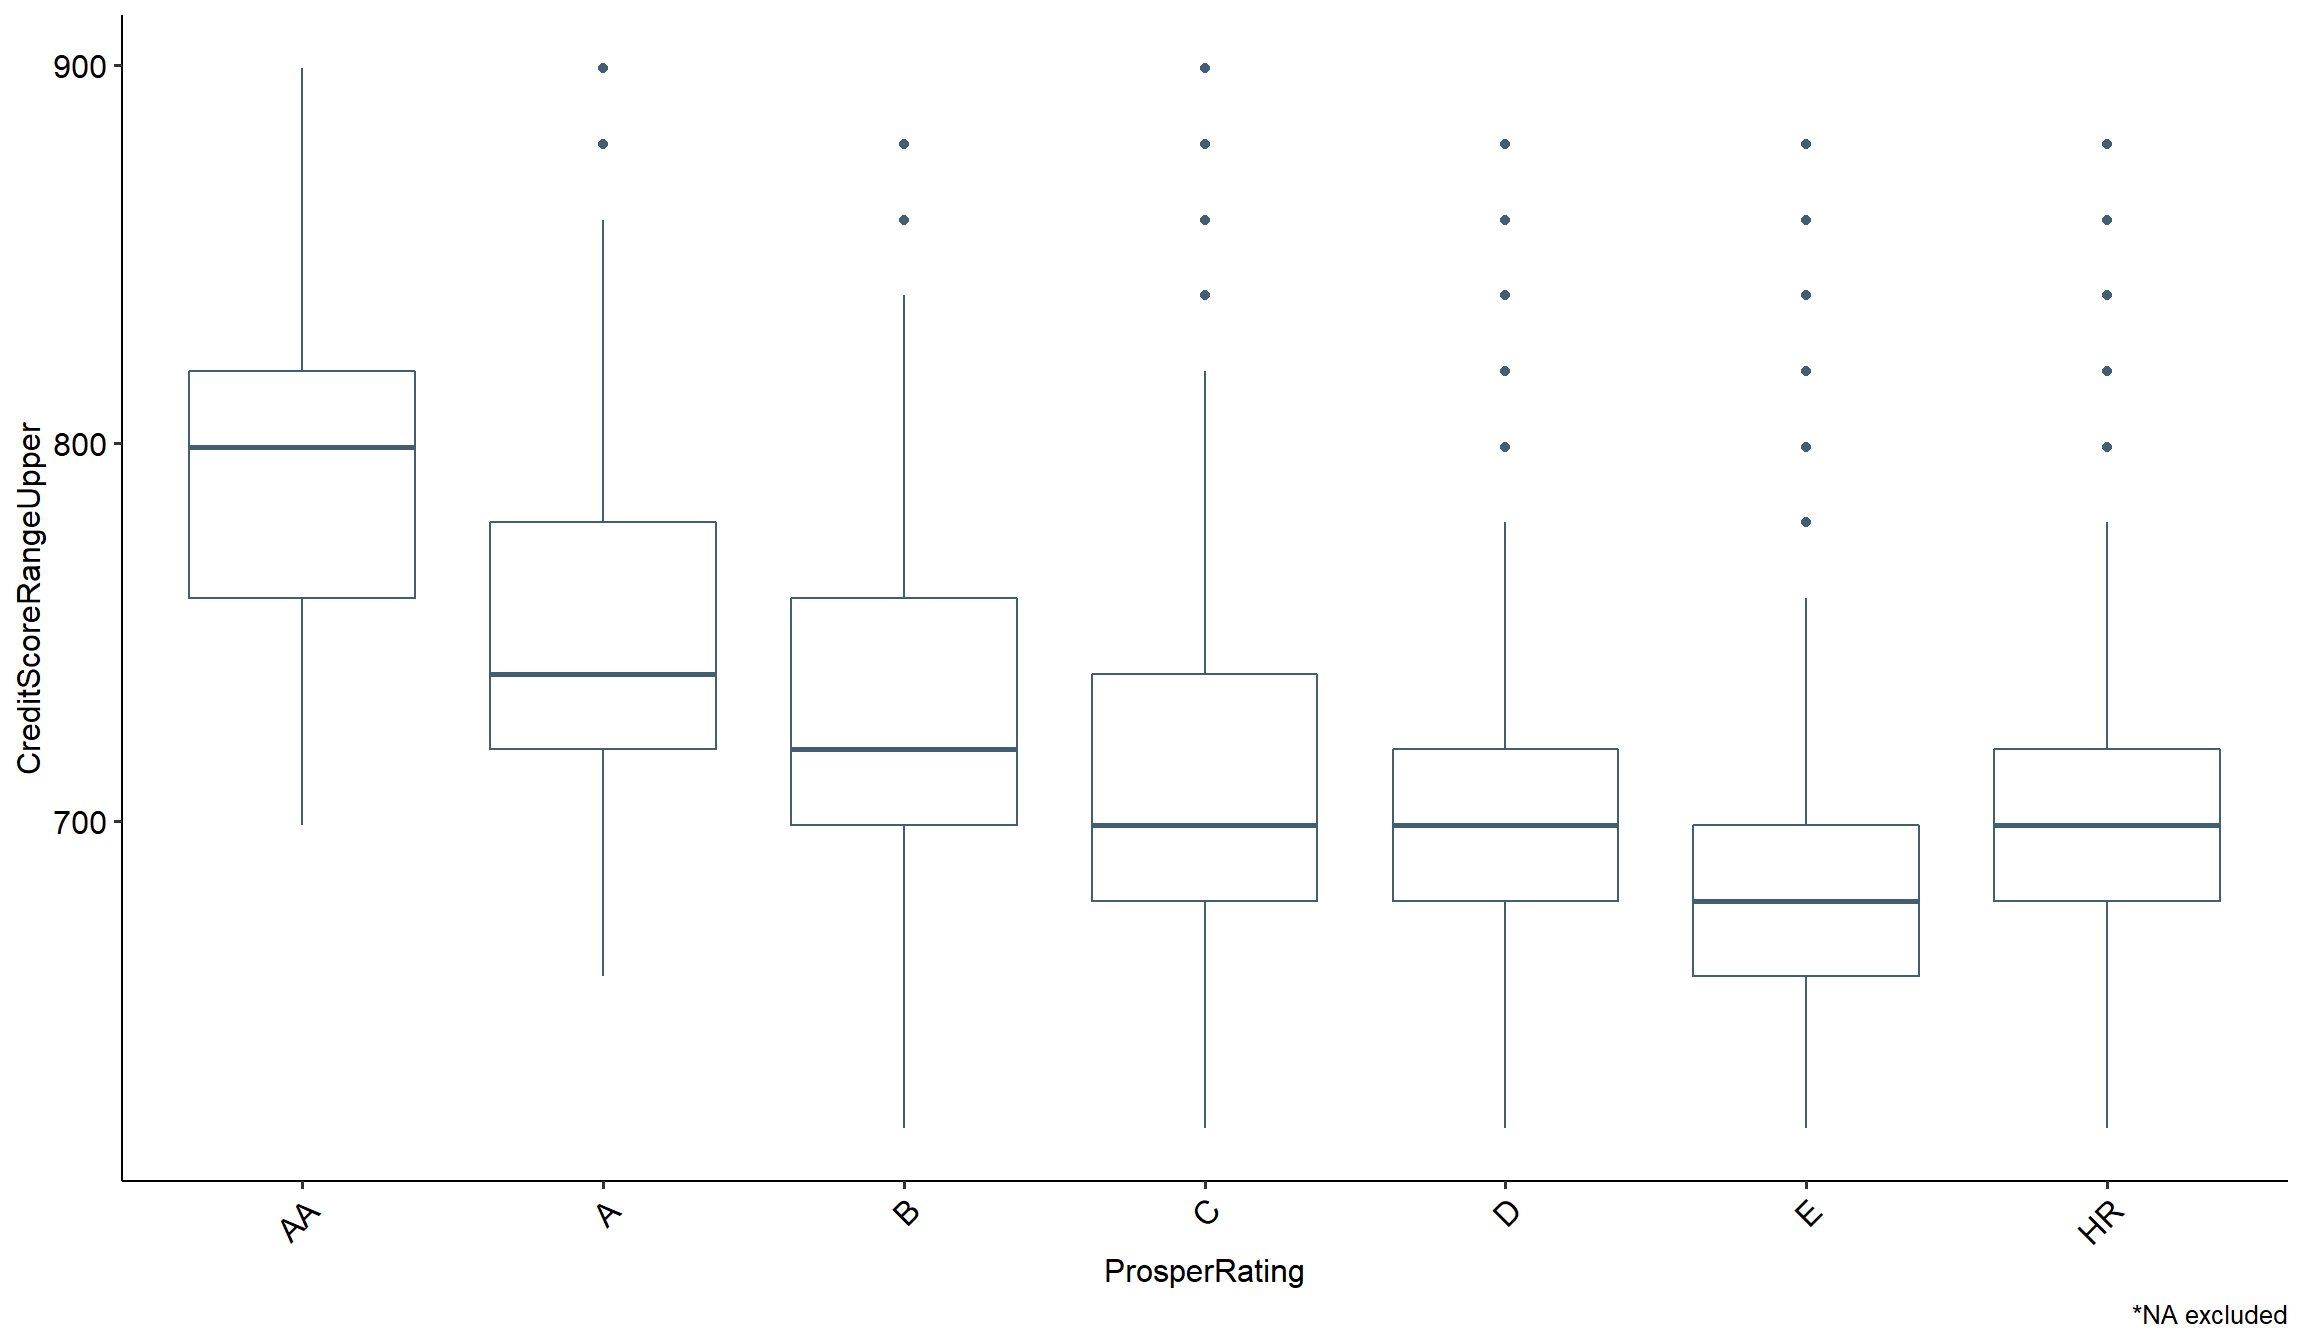 CreditScoreRangeUpper
900
800
700
AA
A
B
C
D
E
HR
ProsperRating
*NA excluded